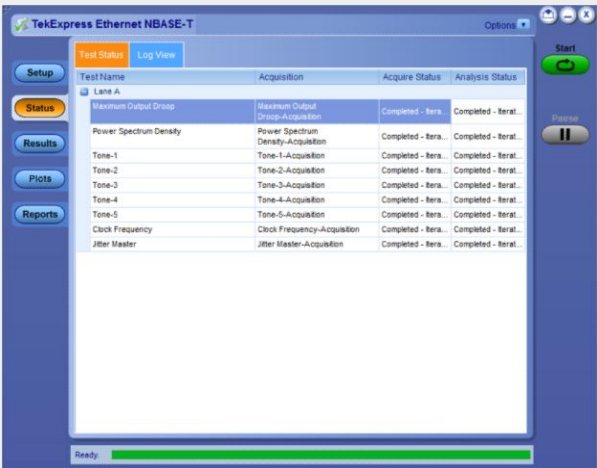 TekExpress Ethernet NBASE-T
Options
Start
Pause
Setup
Status
Results
Plots
Reports
Test Status Log View
Test Name Acquisition Acquire Status Analysis Status
Lane A
Maximum Output Droop Maximum Output Droop-Acquisition Completed - Itera... Completed - Iterat...
Power Spectrum Density Power Spectrum Density-Acquisition Completed - Itera... Completed - Iterat...
Tone-1 Tone-1-Acquisition Completed - Itera... Completed - Iterat...
Tone-2 Tone-2-Acquisition Completed - Itera... Completed - Iterat...
Tone-3 Tone-3-Acquisition Completed - Itera... Completed - Iterat...
Tone-4 Tone-4-Acquisition Completed - Itera... Completed - Iterat...
Tone-5 Tone-5-Acquisition Completed - Itera... Completed - Iterat...
Clock Frequency Clock Frequency-Acquisition Completed - Itera... Completed - Iterat...
Jitter Master Jitter Master-Acquisition Completed - Itera... Completed - Iterat...
Ready.